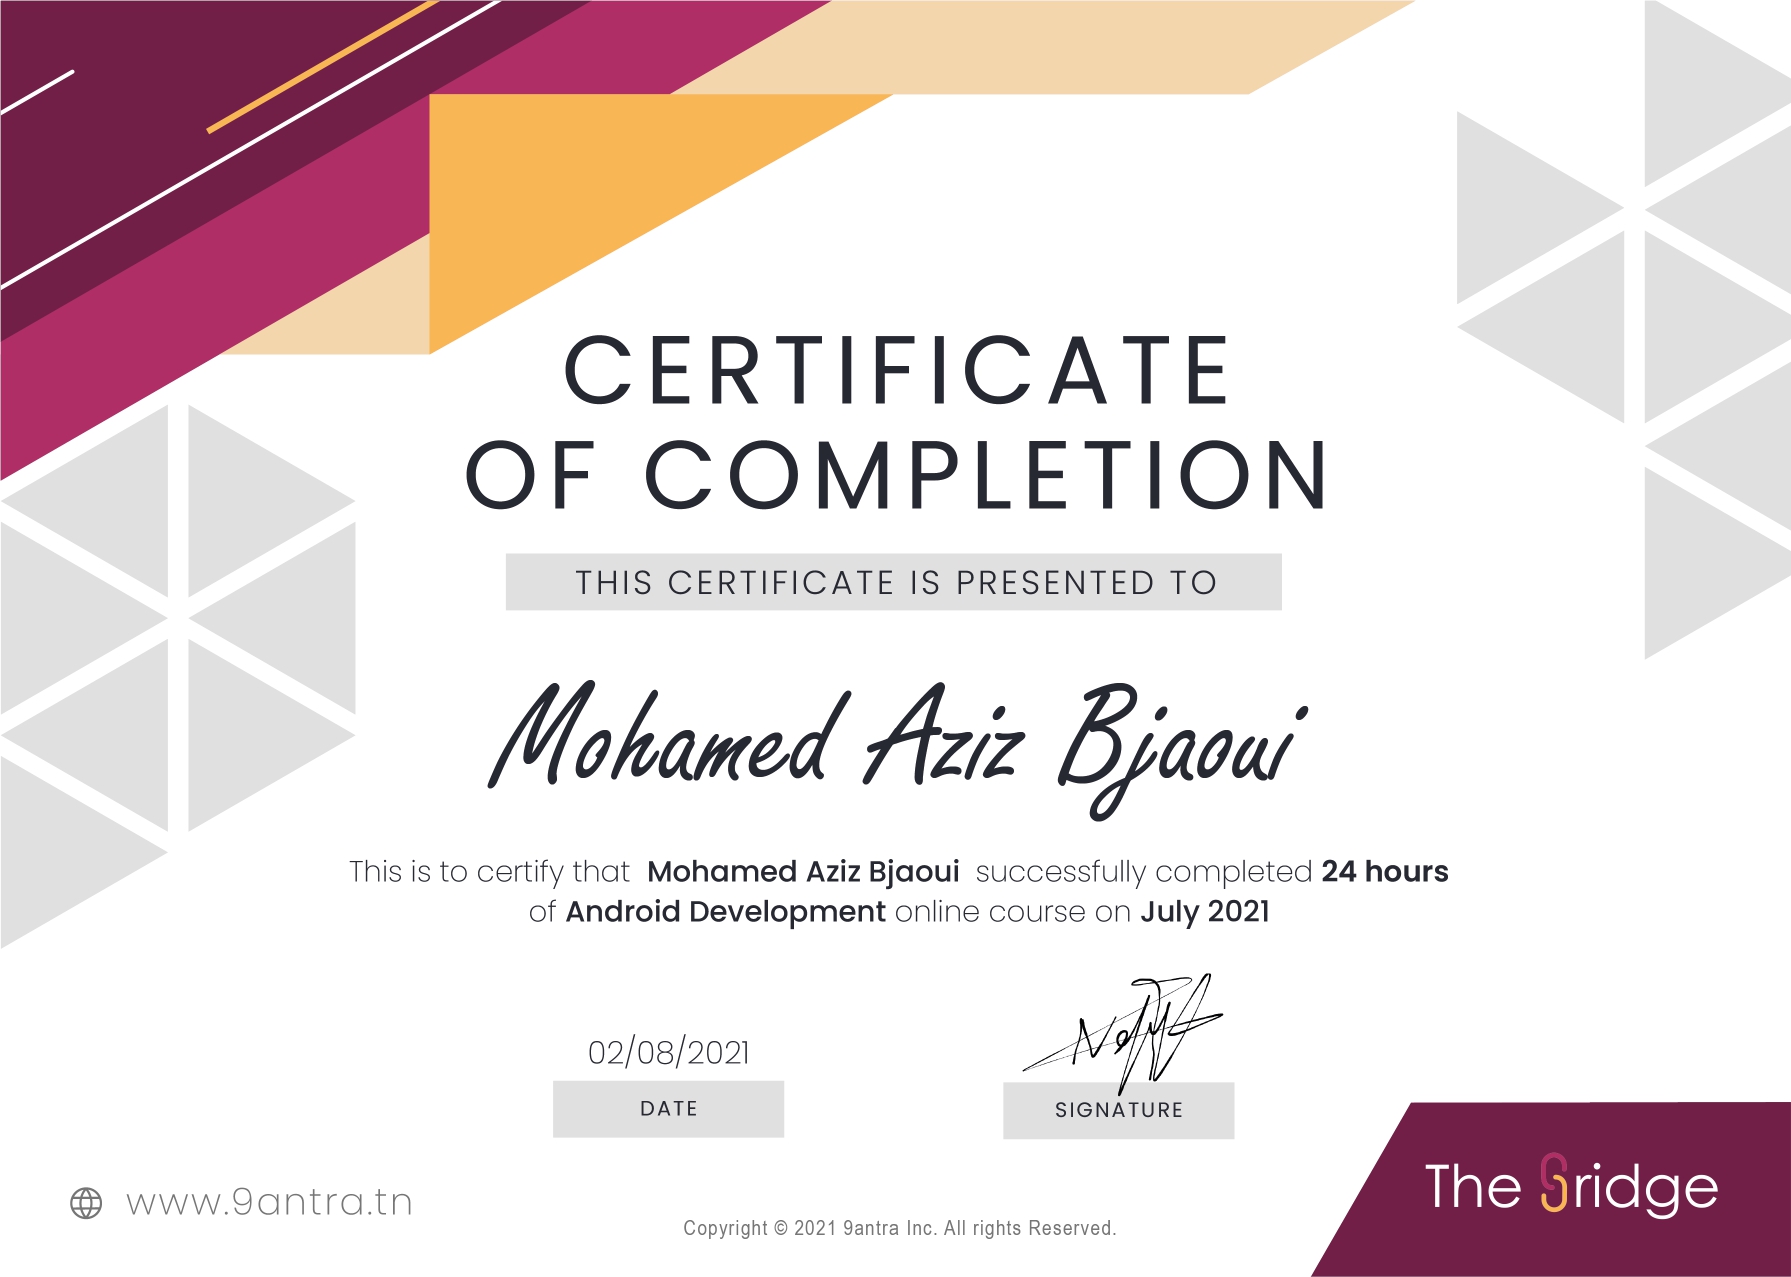 CERTIFICATE
OF COMPLETION
THIS CERTIFICATE IS PRESENTED TO
Mohamed Aziz Bjaoui
This is to certify that Mohamed Aziz Bjaoui successfully completed 24 hours
of Android Development online course on July 2021
02/08/2021
DATE
SIGNATURE
www.9antra.tn
Copyright © 2021 9antra Inc. All rights Reserved.
The Bridge